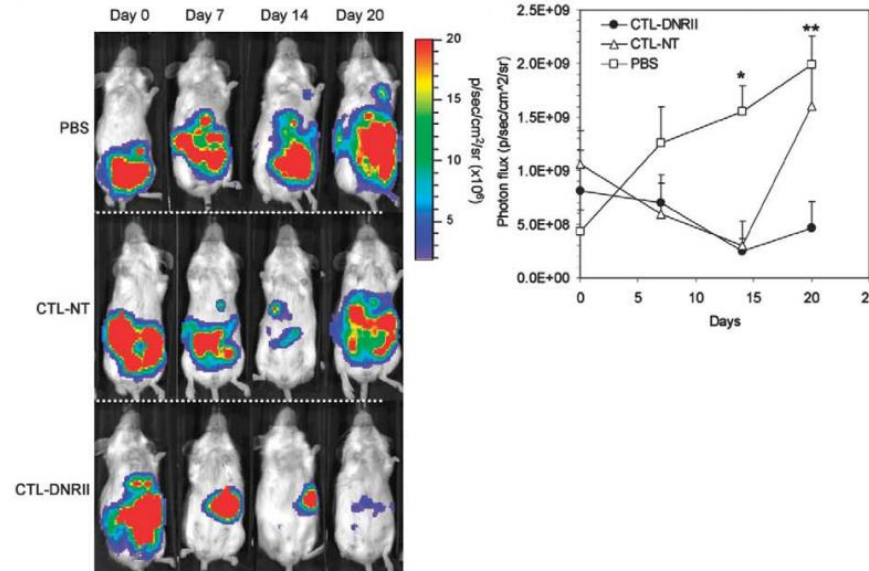 Day 0 Day 7 Day 14 Day 20
PBS
CTL-NT
CTL-DNRII
20
15
10
5
p/sec/cm²/sr (x10⁶)
CTL-DNRII
CTL-NT
PBS
2.5E+09
2.0E+09
1.5E+09
1.0E+09
5.0E+08
0.0E+09
Photon flux (p/sec/cm^2/sr)
*
**
0 5 10 15 20 2
Days